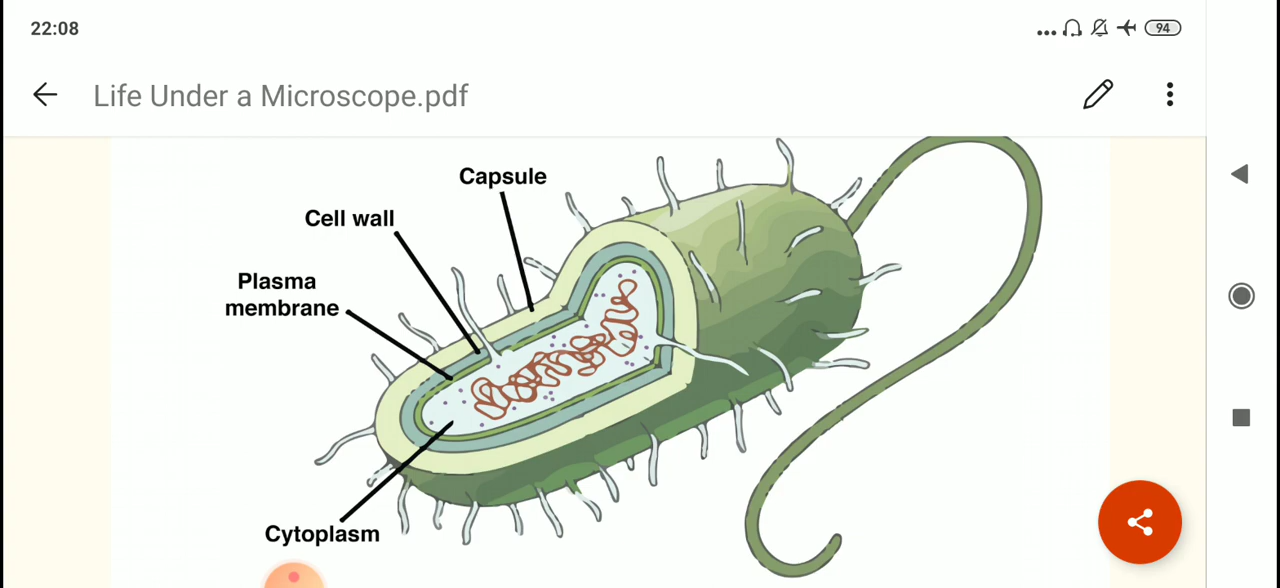 22:08
94
Life Under a Microscope.pdf
Capsule
Cell wall
Plasma
membrane
Cytoplasm